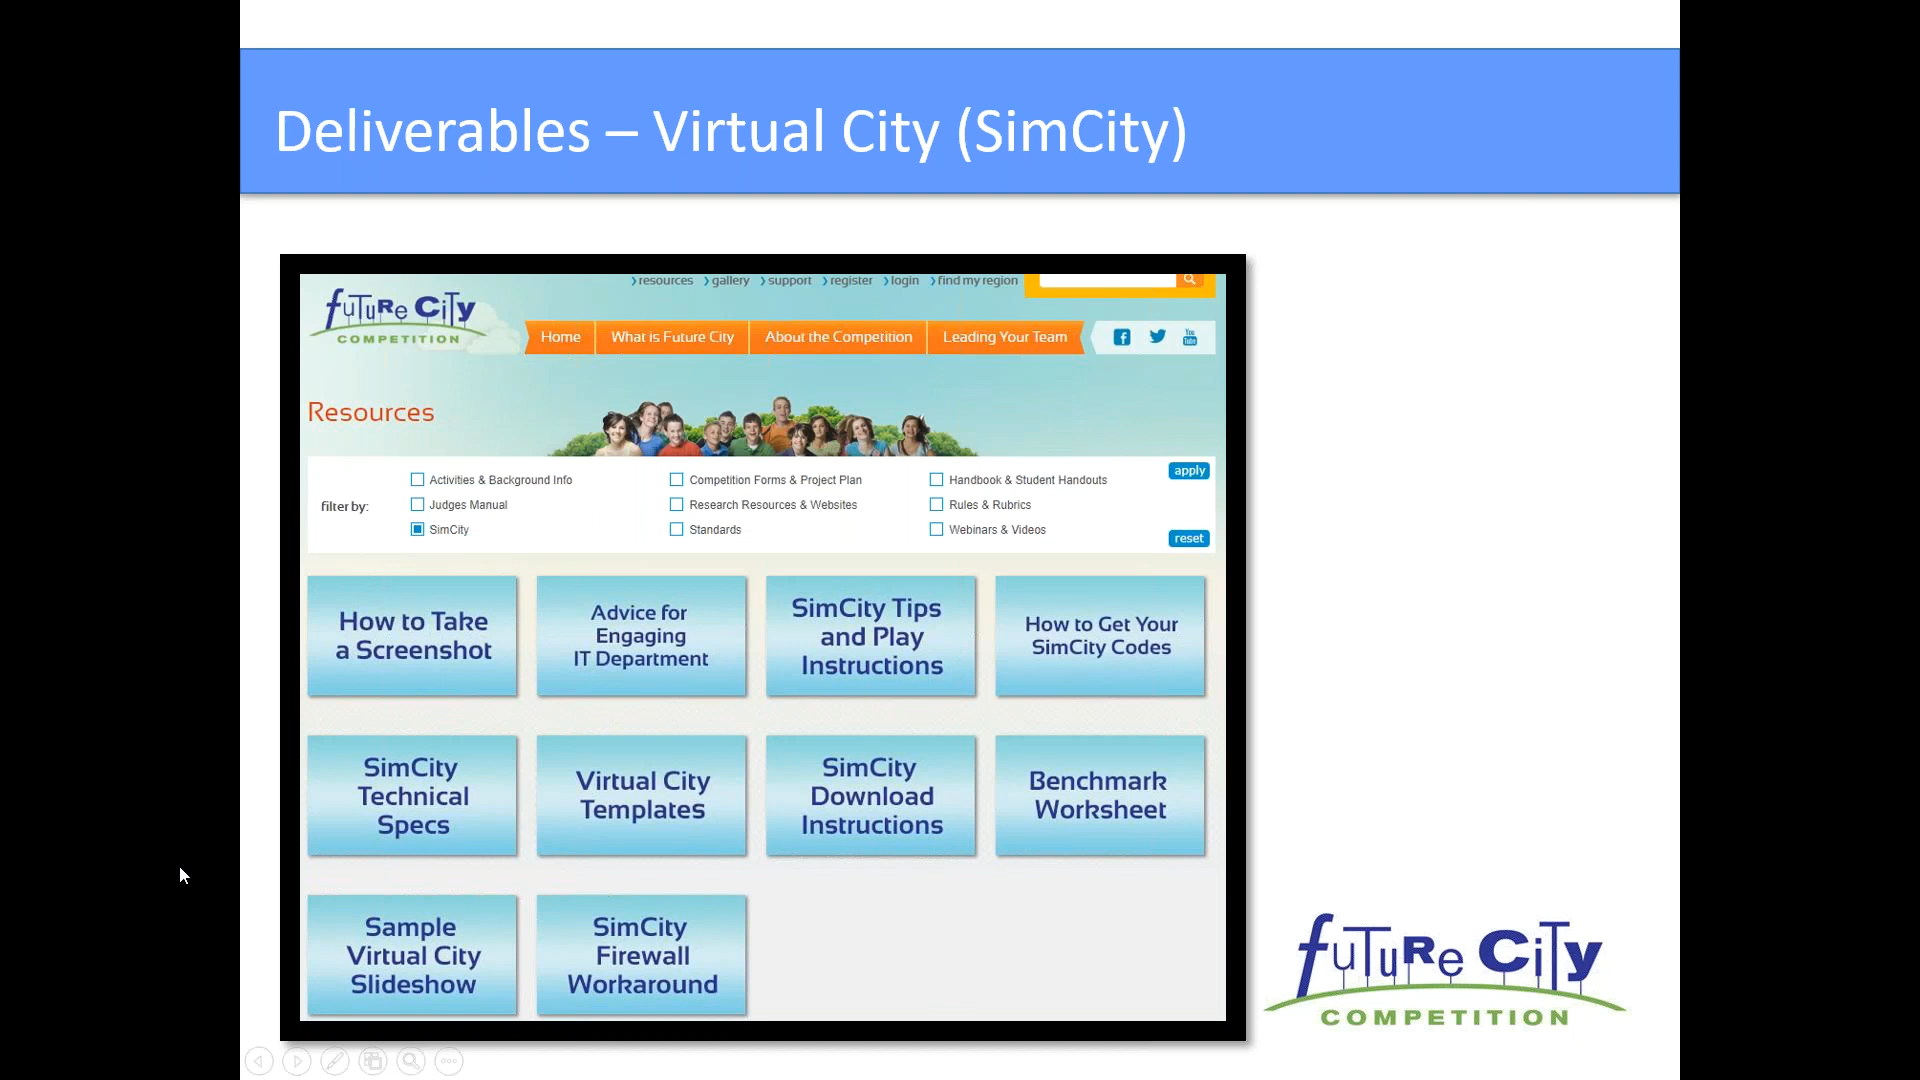 Deliverables – Virtual City (SimCity)
resources gallery support register login find my region
FuTuRe CiTy
COMPETITION
Home What is Future City About the Competition Leading Your Team
You
Tube
Resources
filter by:
Activities & Background Info
Judges Manual
SimCity
Competition Forms & Project Plan
Research Resources & Websites
Standards
Handbook & Student Handouts
Rules & Rubrics
Webinars & Videos
apply
reset
How to Take
a Screenshot
Advice for
Engaging
IT Department
SimCity Tips
and Play
Instructions
How to Get Your
SimCity Codes
SimCity
Technical
Specs
Virtual City
Templates
SimCity
Download
Instructions
Benchmark
Worksheet
Sample
Virtual City
Slideshow
SimCity
Firewall
Workaround
FuTuRe CiTy
COMPETITION